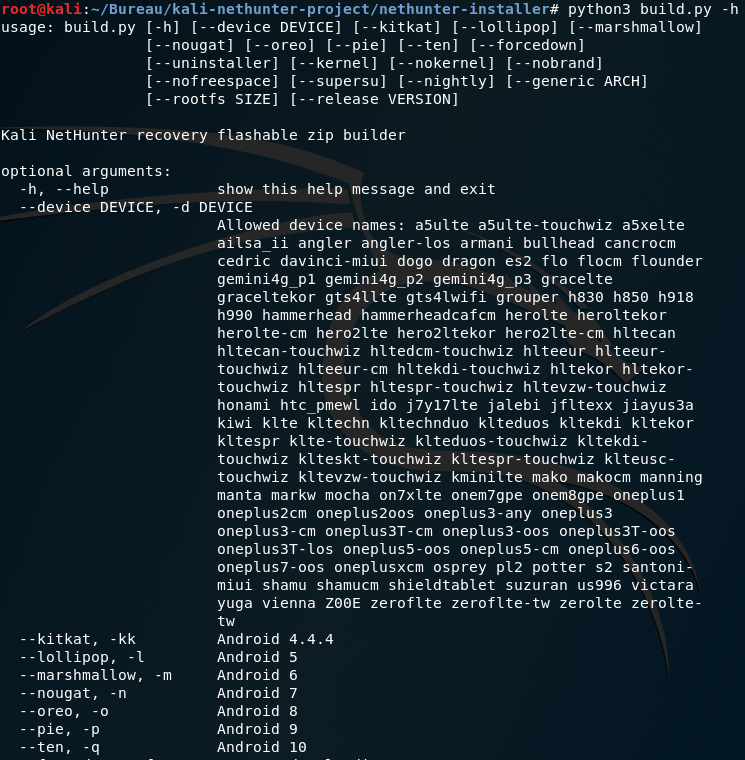 root@kali:~/Bureau/kali-nethunter-project/nethunter-installer# python3 build.py -h
usage: build.py [-h] [--device DEVICE] [--kitkat] [--lollipop] [--marshmallow]
[--nougat] [--oreo] [--pie] [--ten] [--forcedown]
[--uninstaller] [--kernel] [--nokernel] [--nobrand]
[--nofreespace] [--supersu] [--nightly] [--generic ARCH]
[--rootfs SIZE] [--release VERSION]
Kali NetHunter recovery flashable zip builder
optional arguments:
-h, --help show this help message and exit
--device DEVICE, -d DEVICE
Allowed device names: a5ulte a5ulte-touchwiz a5xelte
ailsa_ii angler angler-los armani bullhead cancrocm
cedric davinci-miui dogo dragon es2 flo flocm flounder
gemini4g_p1 gemini4g_p2 gemini4g_p3 gracelte
graceltekor gts4llte gts4lwifi grouper h830 h850 h918
h990 hammerhead hammerheadcafcm herolte heroltekor
herolte-cm hero2lte hero2ltekor hero2lte-cm hltecan
hltecan-touchwiz hltedcm-touchwiz hlteeur hlteeur-
touchwiz hlteeur-cm hltekdi-touchwiz hltekor hltekor-
touchwiz hltespr hltespr-touchwiz hltevzw-touchwiz
honami htc_pmewl ido j7y17lte jalebi jfltexx jiayus3a
kiwi klte kltechn kltechnduo klteduos kltekdi kltekor
kltespr klte-touchwiz klteduos-touchwiz kltekdi-
touchwiz klteskt-touchwiz kltespr-touchwiz klteusc-
touchwiz kltevzw-touchwiz kminilte mako makocm manning
manta markw mocha on7xlte onem7gpe onem8gpe oneplus1
oneplus2cm oneplus2oos oneplus3-any oneplus3
oneplus3-cm oneplus3T-cm oneplus3-oos oneplus3T-oos
oneplus3T-los oneplus5-oos oneplus5-cm oneplus6-oos
oneplus7-oos oneplusxcm osprey pl2 potter s2 santoni-
miui shamu shamucm shieldtablet suzuran us996 victara
yuga vienna Z00E zeroflte zeroflte-tw zerolte zerolte-
tw
--kitkat, -kk Android 4.4.4
--lollipop, -l Android 5
--marshmallow, -m Android 6
--nougat, -n Android 7
--oreo, -o Android 8
--pie, -p Android 9
--ten, -q Android 10